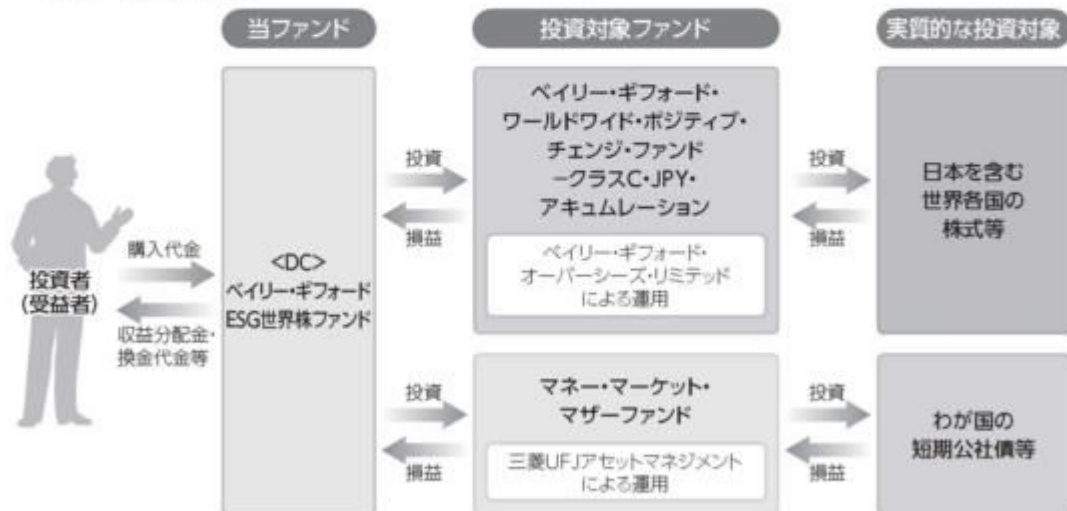 当ファンド
投資対象ファンド
実質的な投資対象
投資者
(受益者)
購入代金
収益分配金・
換金代金等
<DC>
ベイリー・ギフォード
ESG世界株ファンド
投資
損益
ベイリー・ギフォード・
ワールドワイド・ポジティブ・
チェンジ・ファンド
－クラスC・JPY・
アキュムレーション
ベイリー・ギフォード・
オーバーシーズ・リミテッド
による運用
投資
損益
日本を含む
世界各国の
株式等
投資
損益
マネー・マーケット・
マザーファンド
三菱UFJアセットマネジメント
による運用
投資
損益
わが国の
短期公社債等